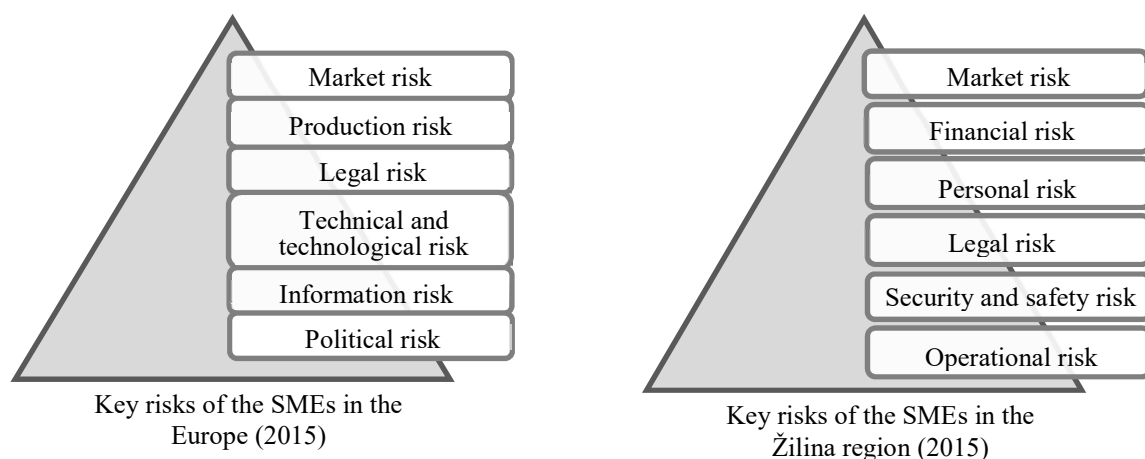 Market risk
Production risk
Legal risk
Technical and
technological risk
Information risk
Political risk
Key risks of the SMEs in the
Europe (2015)
Market risk
Financial risk
Personal risk
Legal risk
Security and safety risk
Operational risk
Key risks of the SMEs in the
Žilina region (2015)